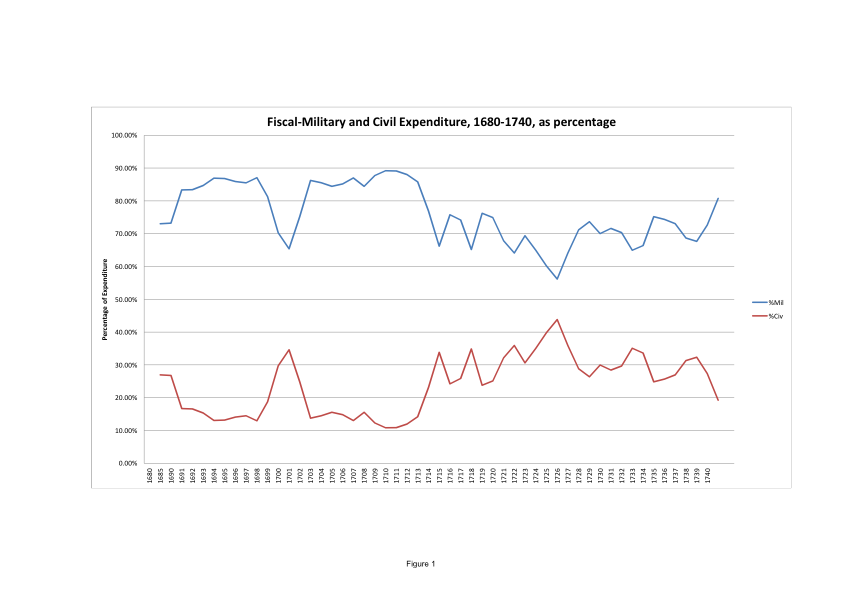 Fiscal-Military and Civil Expenditure, 1680-1740, as percentage
100.00%
90.00%
80.00%
70.00%
60.00%
50.00%
40.00%
30.00%
20.00%
10.00%
0.00%
Percentage of Expenditure
%Mil
%Civ
1680 1685 1690 1691 1692 1693 1694 1695 1696 1697 1698 1699 1700 1701 1702 1703 1704 1705 1706 1707 1708 1709 1710 1711 1712 1713 1714 1715 1716 1717 1718 1719 1720 1721 1722 1723 1724 1725 1726 1727 1728 1729 1730 1731 1732 1733 1734 1735 1736 1737 1738 1739 1740
Figure 1